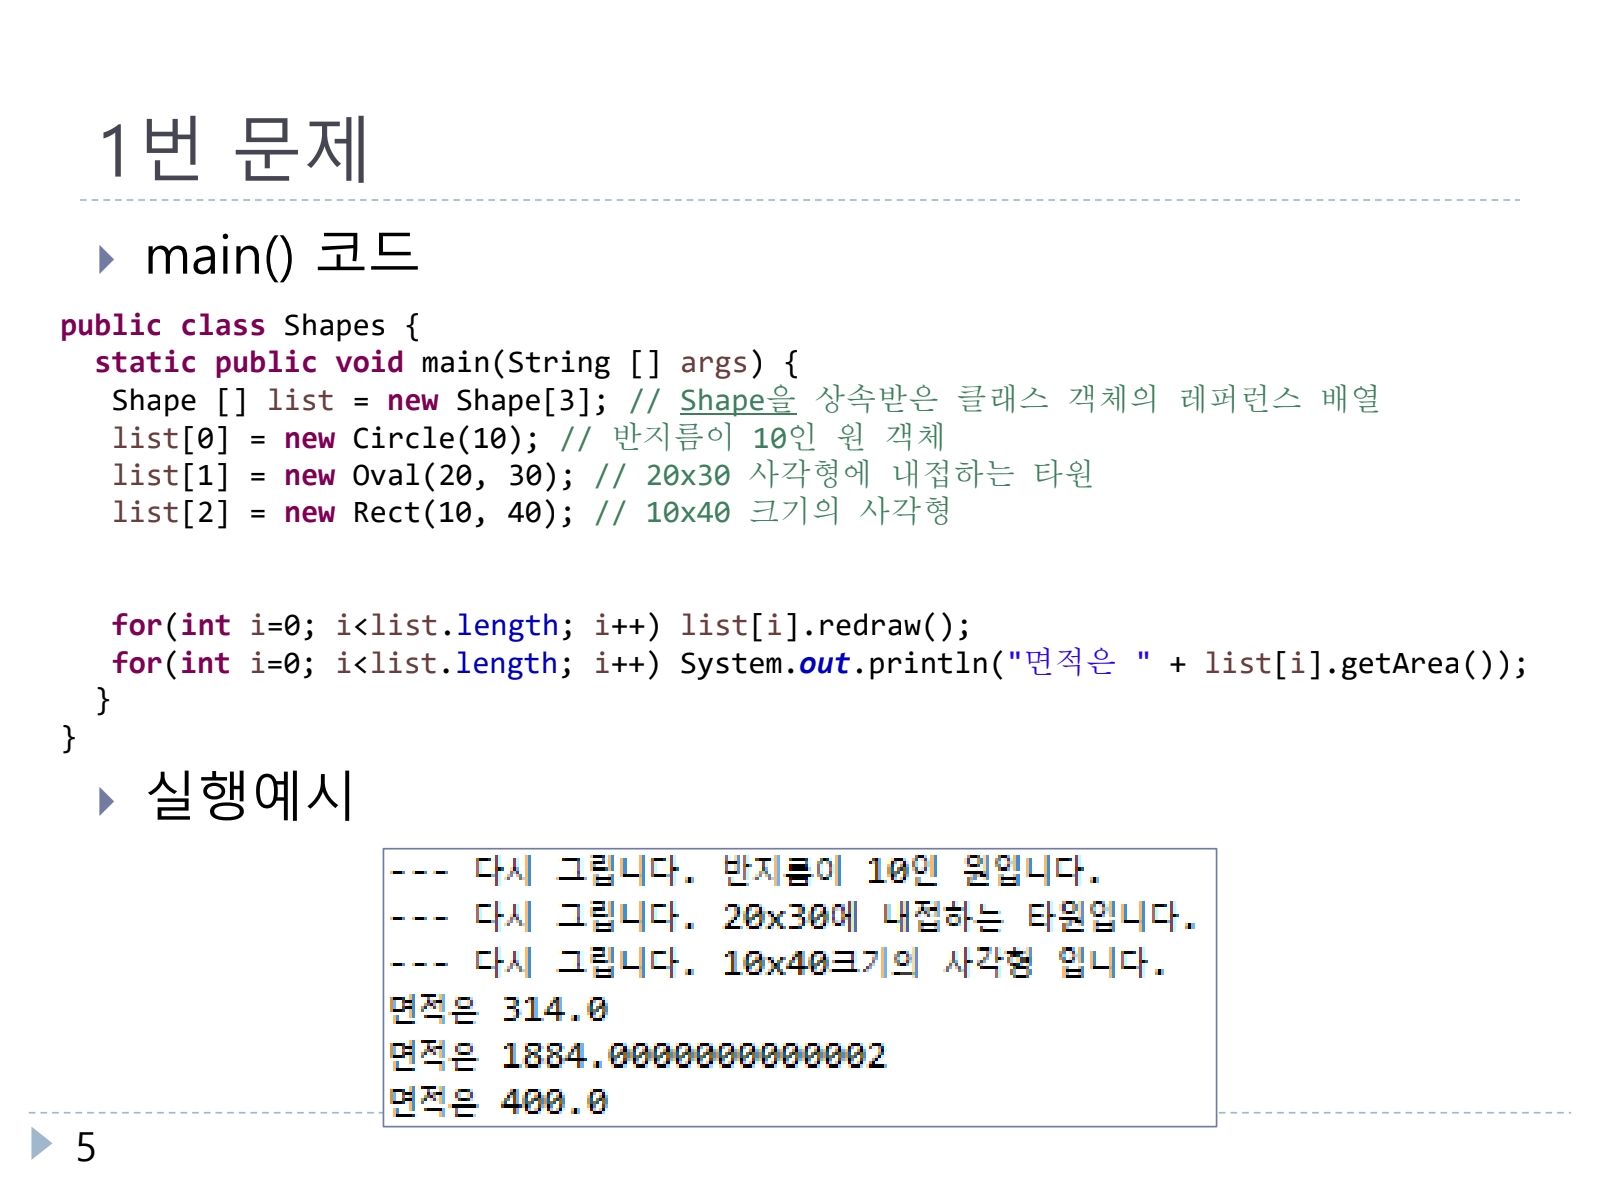 1번 문제
main() 코드
public class Shapes {
static public void main(String [] args) {
Shape [] list = new Shape[3]; // Shape을 상속받은 클래스 객체의 레퍼런스 배열
list[0] = new Circle(10); // 반지름이 10인 원 객체
list[1] = new Oval(20, 30); // 20x30 사각형에 내접하는 타원
list[2] = new Rect(10, 40); // 10x40 크기의 사각형
for(int i=0; i<list.length; i++) list[i].redraw();
for(int i=0; i<list.length; i++) System.out.println("면적은 " + list[i].getArea());
}
}
실행예시
--- 다시 그립니다. 반지름이 10인 원입니다.
--- 다시 그립니다. 20x30에 내접하는 타원입니다.
--- 다시 그립니다. 10x40크기의 사각형 입니다.
면적은 314.0
면적은 1884.0000000000002
면적은 400.0
5